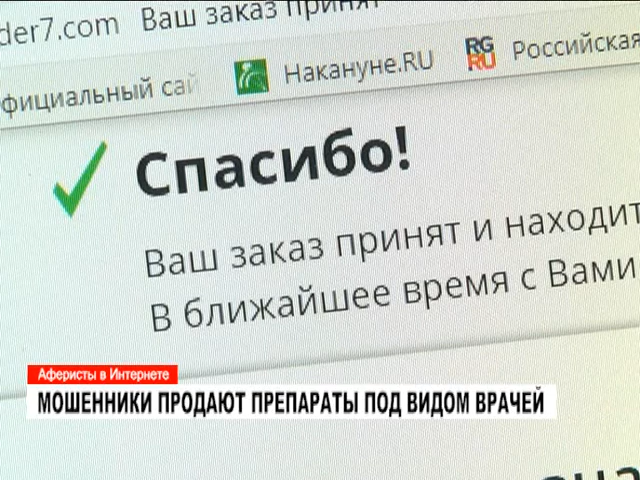 der7.com Ваш заказ принят
фициальный сай Накануне.RU RG RU Российская
Спасибо!
Ваш заказ принят и находит
В ближайшее время с Вами
Аферисты в Интернете
МОШЕННИКИ ПРОДАЮТ ПРЕПАРАТЫ ПОД ВИДОМ ВРАЧЕЙ